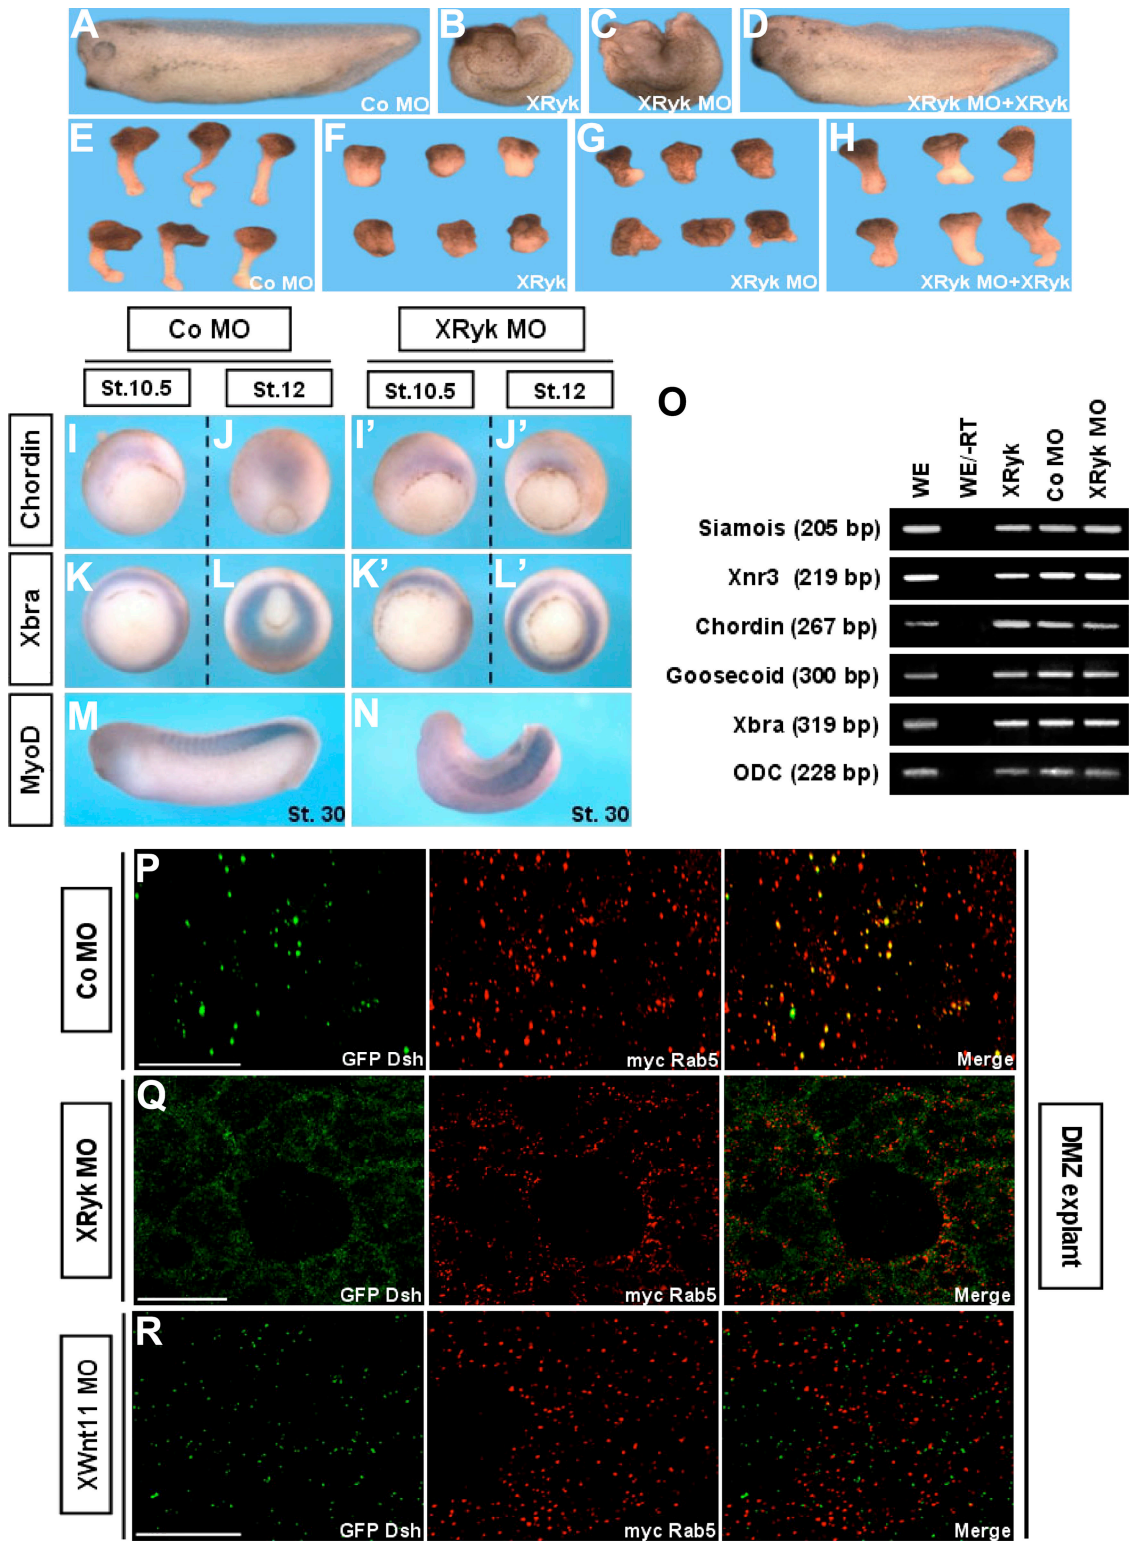 A
Co MO
B
XRyk
C
XRyk MO
D
XRyk MO+XRyk
E
Co MO
F
XRyk
G
XRyk MO
H
XRyk MO+XRyk
Co MO
XRyk MO
St.10.5
St.12
St.10.5
St.12
Chordin
I
J
I’
J’
Xbra
K
L
K’
L’
MyoD
M
St. 30
N
St. 30
O
WE
WE/-RT
XRyk
Co MO
XRyk MO
Siamois (205 bp)
Xnr3 (219 bp)
Chordin (267 bp)
Goosecoid (300 bp)
Xbra (319 bp)
ODC (228 bp)
Co MO
P
GFP Dsh
myc Rab5
Merge
XRyk MO
Q
GFP Dsh
myc Rab5
Merge
XWnt11 MO
R
GFP Dsh
myc Rab5
Merge
DMZ explant